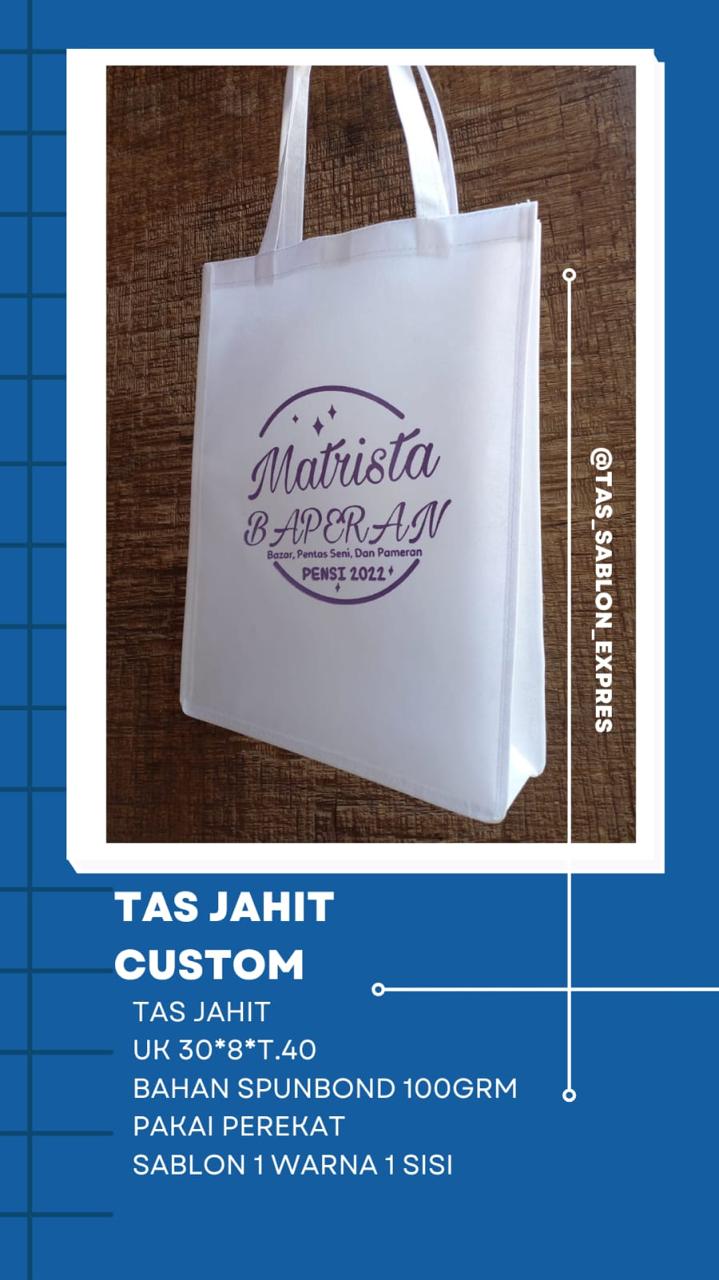 Matrista
BAPERAN
Bazar, Pentas Seni, Dan Pameran
PENSI 2022
@TAS_SABLON_EXPRES
TAS JAHIT
CUSTOM
TAS JAHIT
UK 30*8*T.40
BAHAN SPUNBOND 100GRM
PAKAI PEREKAT
SABLON 1 WARNA 1 SISI